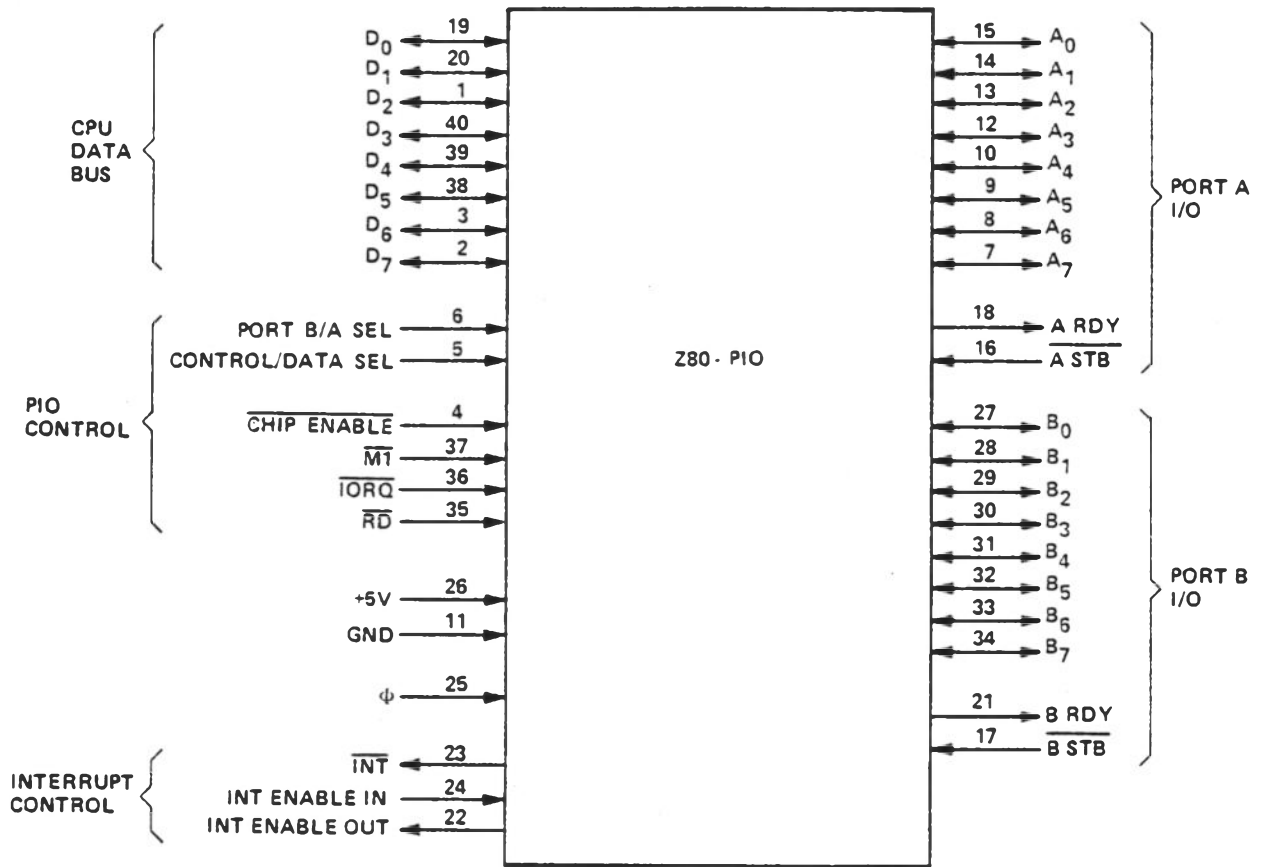 CPU
DATA
BUS
D0 19
D1 20
D2 1
D3 40
D4 39
D5 38
D6 3
D7 2
PIO
CONTROL
PORT B/A SEL 6
CONTROL/DATA SEL 5
CHIP ENABLE 4
M1 37
IORQ 36
RD 35
+5V 26
GND 11
ϕ 25
INTERRUPT
CONTROL
INT 23
INT ENABLE IN 24
INT ENABLE OUT 22
Z80-PIO
15 A0
14 A1
13 A2
12 A3
10 A4
9 A5
8 A6
7 A7
18 A RDY
16 A STB
PORT A
I/O
27 B0
28 B1
29 B2
30 B3
31 B4
32 B5
33 B6
34 B7
21 B RDY
17 B STB
PORT B
I/O